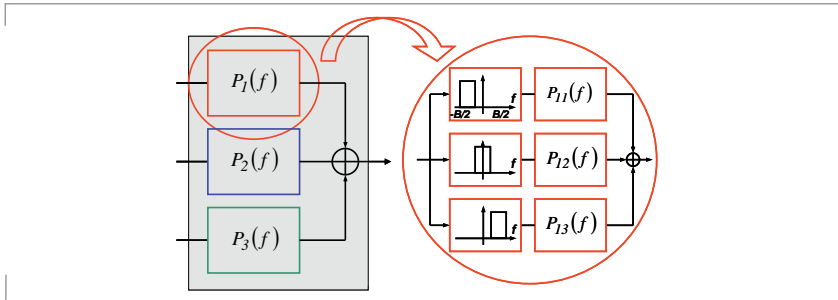 P₁(f)
P₂(f)
P₃(f)
f
-B/2 B/2
P₁₁(f)
f
P₁₂(f)
f
P₁₃(f)